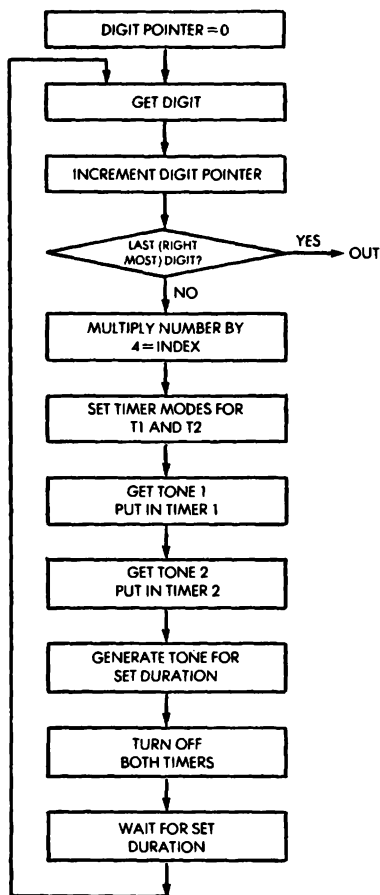 DIGIT POINTER = 0
GET DIGIT
INCREMENT DIGIT POINTER
LAST (RIGHT
MOST) DIGIT?
YES
OUT
NO
MULTIPLY NUMBER BY
4 = INDEX
SET TIMER MODES FOR
T1 AND T2
GET TONE 1
PUT IN TIMER 1
GET TONE 2
PUT IN TIMER 2
GENERATE TONE FOR
SET DURATION
TURN OFF
BOTH TIMERS
WAIT FOR SET
DURATION